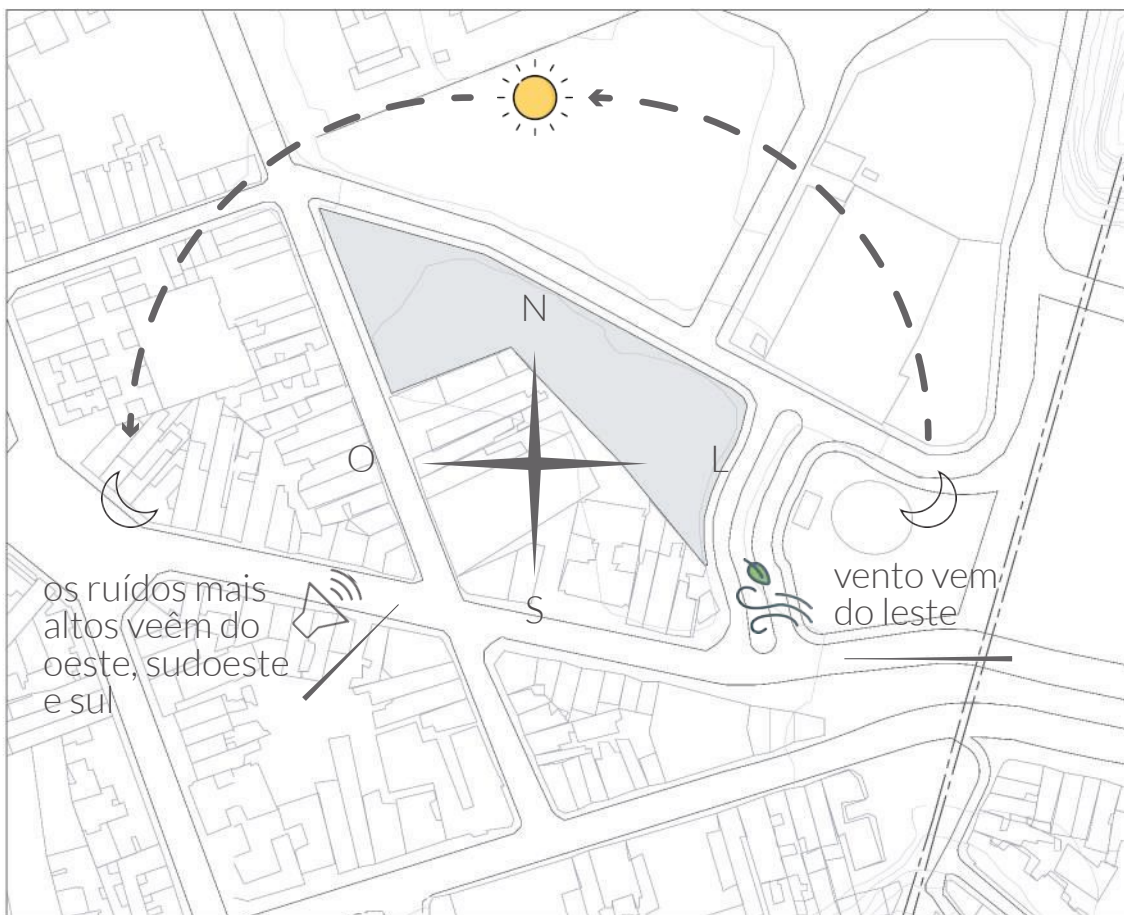 N
O
L
S
os ruídos mais
altos veêm do
oeste, sudoeste
e sul
vento vem
do leste